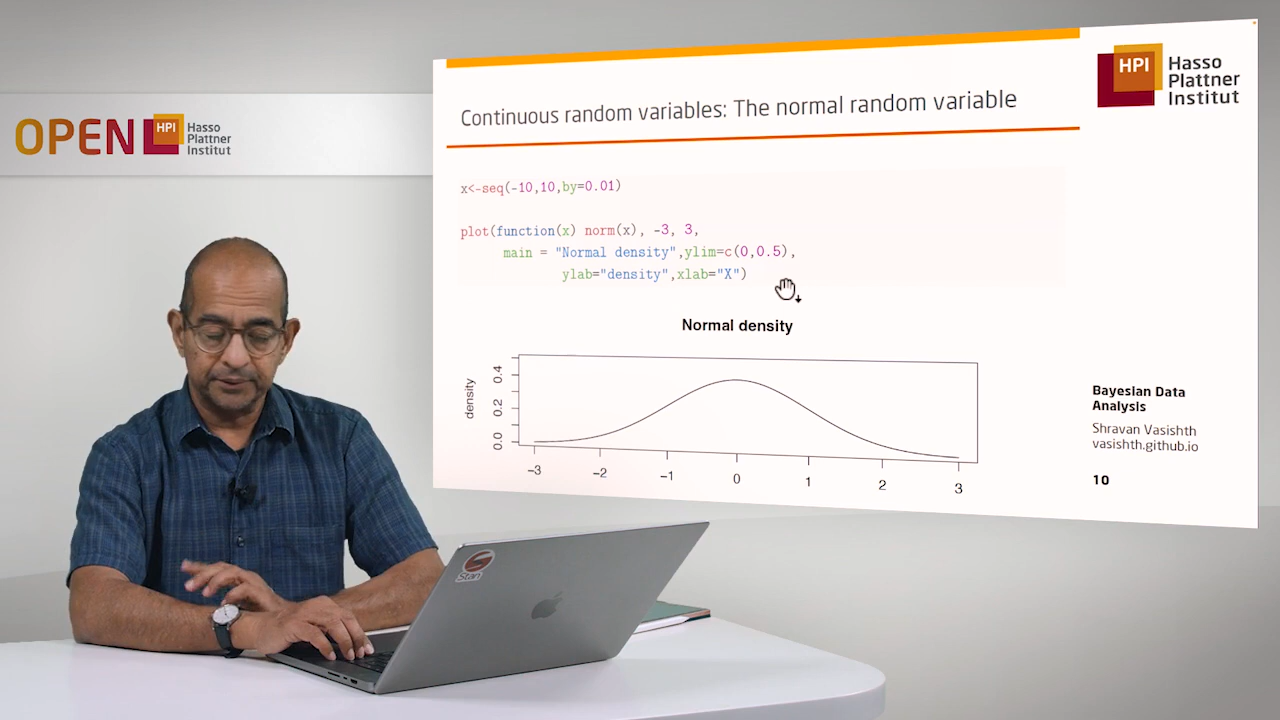 OPEN
HPI
Hasso
Plattner
Institut
Continuous random variables: The normal random variable
HPI
Hasso
Plattner
Institut
x<-seq(-10,10,by=0.01)
plot(function(x) norm(x), -3, 3,
main = "Normal density",ylim=c(0,0.5),
ylab="density",xlab="X")
Normal density
density
0.0 0.2 0.4
-3 -2 -1 0 1 2 3
Bayesian Data
Analysis
Shravan Vasishth
vasishth.github.io
10
Stan